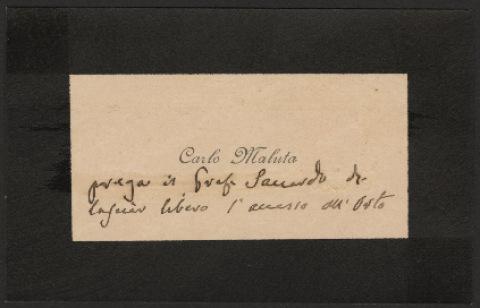 Carlo Maluta
prega il Prof. Saccardo di
lasciar libero l'accesso all'Orto